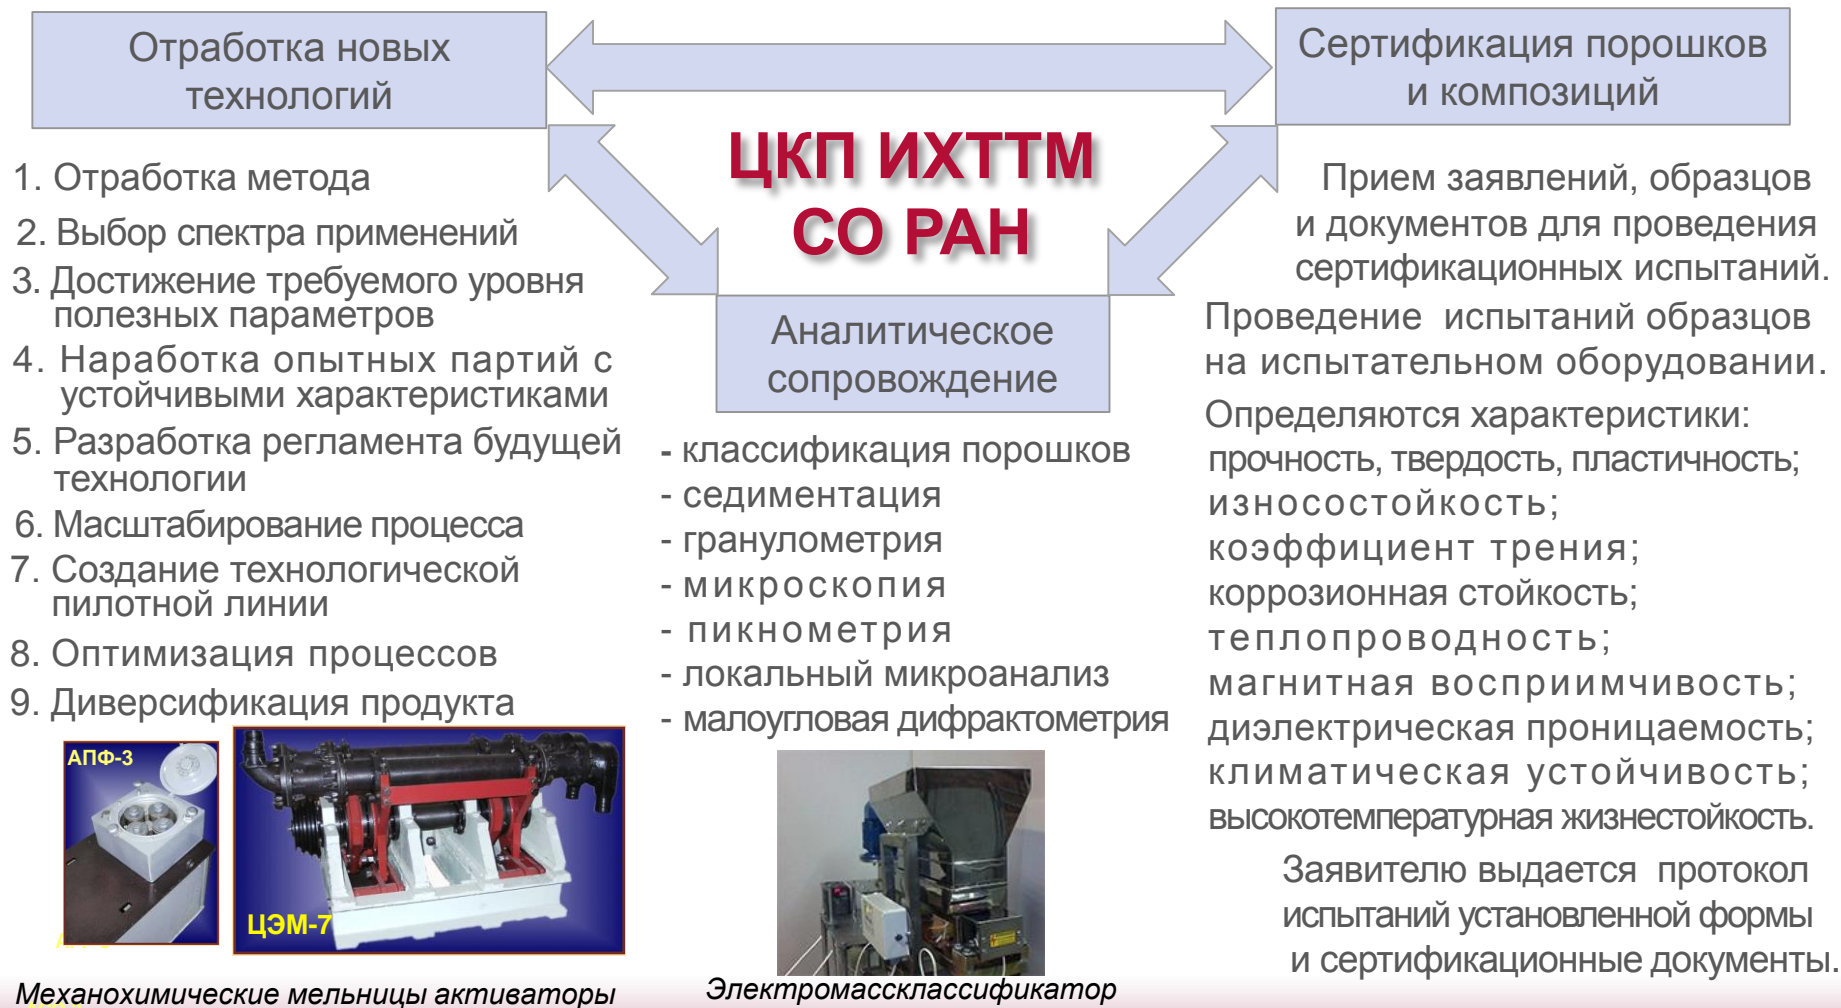 Отработка новых
технологий
Сертификация порошков
и композиций
ЦКП ИХТТМ
СО РАН
Аналитическое
сопровождение
1. Отработка метода
2. Выбор спектра применений
3. Достижение требуемого уровня
полезных параметров
4. Наработка опытных партий с
устойчивыми характеристиками
5. Разработка регламента будущей
технологии
6. Масштабирование процесса
7. Создание технологической
пилотной линии
8. Оптимизация процессов
9. Диверсификация продукта
АПФ-3
ЦЭМ-7
Механохимические мельницы активаторы
- классификация порошков
- седиментация
- гранулометрия
- микроскопия
- пикнометрия
- локальный микроанализ
- малоугловая дифрактометрия
Электромассклассификатор
Прием заявлений, образцов
и документов для проведения
сертификационных испытаний.
Проведение испытаний образцов
на испытательном оборудовании.
Определяются характеристики:
прочность, твердость, пластичность;
износостойкость;
коэффициент трения;
коррозионная стойкость;
теплопроводность;
магнитная восприимчивость;
диэлектрическая проницаемость;
климатическая устойчивость;
высокотемпературная жизнестойкость.
Заявителю выдается протокол
испытаний установленной формы
и сертификационные документы.